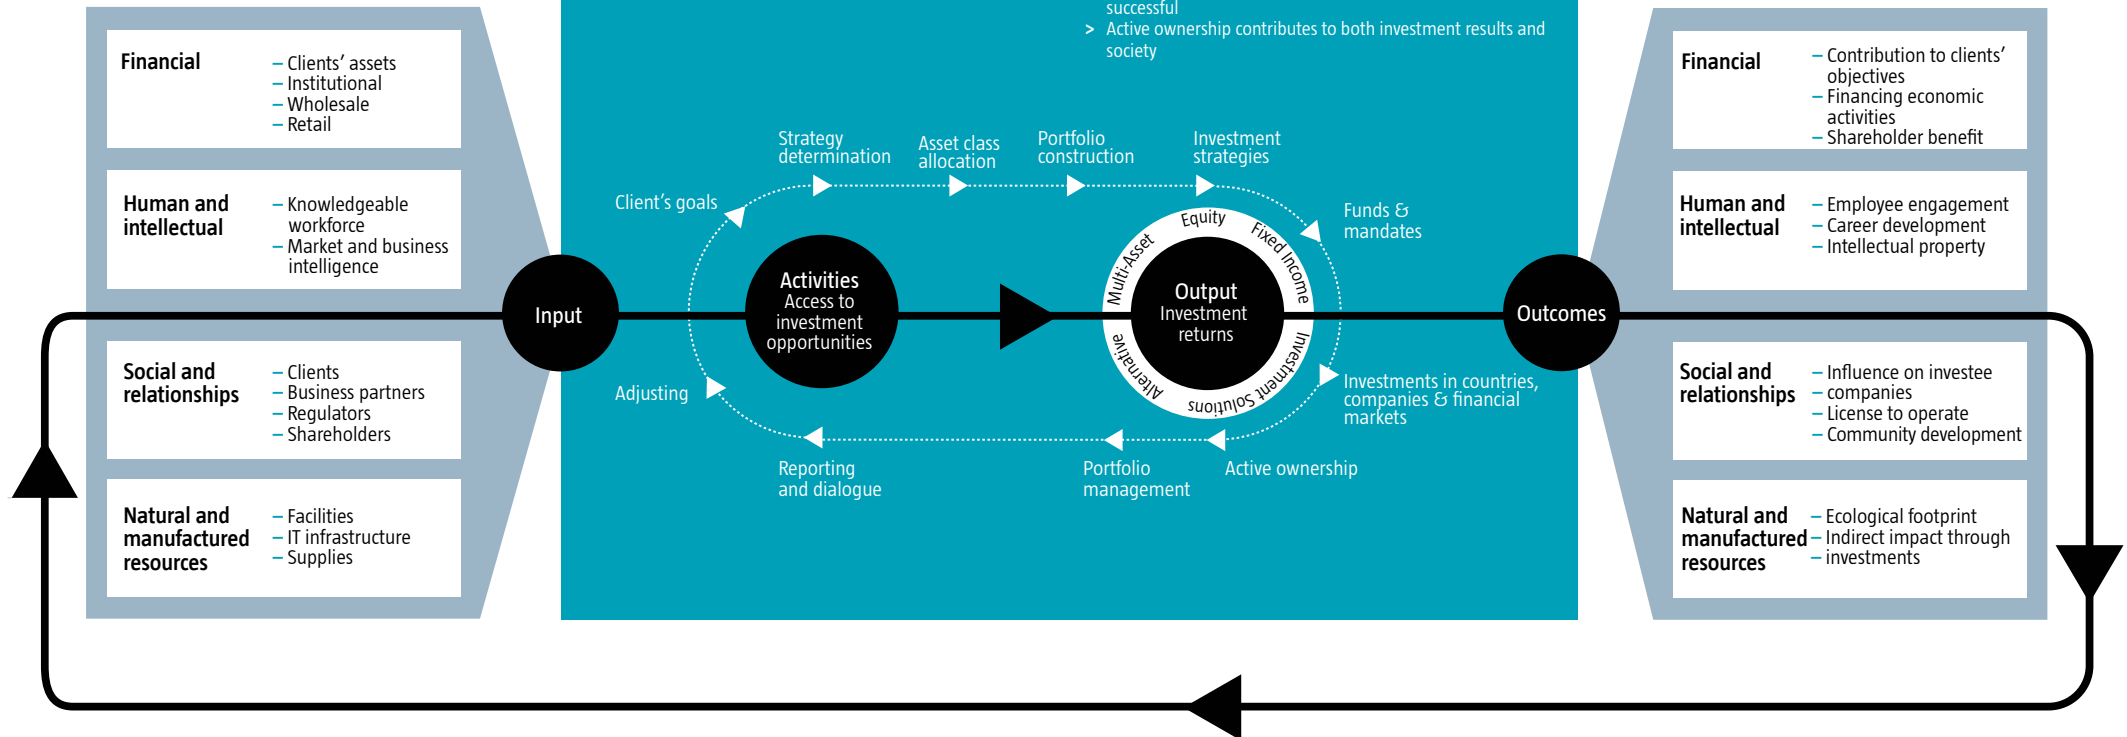 successful
> Active ownership contributes to both investment results and
society
Financial
– Clients’ assets
– Institutional
– Wholesale
– Retail
Human and
intellectual
– Knowledgeable
workforce
– Market and business
intelligence
Social and
relationships
– Clients
– Business partners
– Regulators
– Shareholders
Natural and
manufactured
resources
– Facilities
– IT infrastructure
– Supplies
Input
Client’s goals
Strategy
determination
Asset class
allocation
Portfolio
construction
Investment
strategies
Funds &
mandates
Investments in countries,
companies & financial
markets
Active ownership
Portfolio
management
Reporting
and dialogue
Adjusting
Activities
Access to
investment
opportunities
Multi-Asset
Equity
Fixed Income
Investment Solutions
Alternative
Output
Investment
returns
Outcomes
Financial
– Contribution to clients’
objectives
– Financing economic
activities
– Shareholder benefit
Human and
intellectual
– Employee engagement
– Career development
– Intellectual property
Social and
relationships
– Influence on investee
– companies
– License to operate
– Community development
Natural and
manufactured
resources
– Ecological footprint
– Indirect impact through
– investments